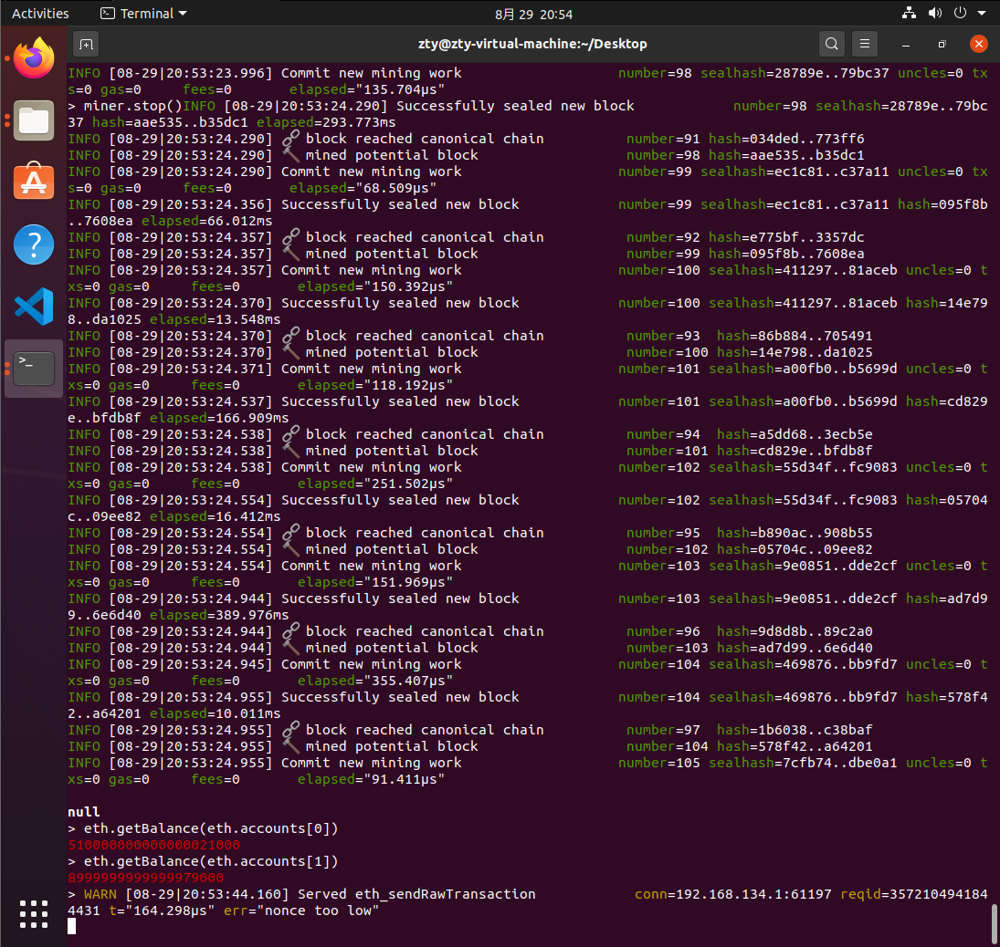 Activities
Terminal
8月 29 20:54
zty@zty-virtual-machine:~/Desktop
INFO [08-29|20:53:23.996] Commit new mining work number=98 sealhash=28789e..79bc37 uncles=0 tx
s=0 gas=0 fees=0 elapsed="135.704µs"
> miner.stop()INFO [08-29|20:53:24.290] Successfully sealed new block number=98 sealhash=28789e..79bc
37 hash=aae535..b35dc1 elapsed=293.773ms
INFO [08-29|20:53:24.290] 🔗 block reached canonical chain number=91 hash=034ded..773ff6
INFO [08-29|20:53:24.290] 🔨 mined potential block number=98 hash=aae535..b35dc1
INFO [08-29|20:53:24.290] Commit new mining work number=99 sealhash=ec1c81..c37a11 uncles=0 tx
s=0 gas=0 fees=0 elapsed="68.509µs"
INFO [08-29|20:53:24.356] Successfully sealed new block number=99 sealhash=ec1c81..c37a11 hash=095f8b
..7608ea elapsed=66.012ms
INFO [08-29|20:53:24.357] 🔗 block reached canonical chain number=92 hash=e775bf..3357dc
INFO [08-29|20:53:24.357] 🔨 mined potential block number=99 hash=095f8b..7608ea
INFO [08-29|20:53:24.357] Commit new mining work number=100 sealhash=411297..81aceb uncles=0 t
xs=0 gas=0 fees=0 elapsed="150.392µs"
INFO [08-29|20:53:24.370] Successfully sealed new block number=100 sealhash=411297..81aceb hash=14e79
8..da1025 elapsed=13.548ms
INFO [08-29|20:53:24.370] 🔗 block reached canonical chain number=93 hash=86b884..705491
INFO [08-29|20:53:24.370] 🔨 mined potential block number=100 hash=14e798..da1025
INFO [08-29|20:53:24.371] Commit new mining work number=101 sealhash=a00fb0..b5699d uncles=0 t
xs=0 gas=0 fees=0 elapsed="118.192µs"
INFO [08-29|20:53:24.537] Successfully sealed new block number=101 sealhash=a00fb0..b5699d hash=cd829
e..bfdb8f elapsed=166.909ms
INFO [08-29|20:53:24.538] 🔗 block reached canonical chain number=94 hash=a5dd68..3ecb5e
INFO [08-29|20:53:24.538] 🔨 mined potential block number=101 hash=cd829e..bfdb8f
INFO [08-29|20:53:24.538] Commit new mining work number=102 sealhash=55d34f..fc9083 uncles=0 t
xs=0 gas=0 fees=0 elapsed="251.502µs"
INFO [08-29|20:53:24.554] Successfully sealed new block number=102 sealhash=55d34f..fc9083 hash=05704
c..09ee82 elapsed=16.412ms
INFO [08-29|20:53:24.554] 🔗 block reached canonical chain number=95 hash=b890ac..908b55
INFO [08-29|20:53:24.554] 🔨 mined potential block number=102 hash=05704c..09ee82
INFO [08-29|20:53:24.554] Commit new mining work number=103 sealhash=9e0851..dde2cf uncles=0 t
xs=0 gas=0 fees=0 elapsed="151.969µs"
INFO [08-29|20:53:24.944] Successfully sealed new block number=103 sealhash=9e0851..dde2cf hash=ad7d9
9..6e6d40 elapsed=389.976ms
INFO [08-29|20:53:24.944] 🔗 block reached canonical chain number=96 hash=9d8d8b..89c2a0
INFO [08-29|20:53:24.944] 🔨 mined potential block number=103 hash=ad7d99..6e6d40
INFO [08-29|20:53:24.945] Commit new mining work number=104 sealhash=469876..bb9fd7 uncles=0 t
xs=0 gas=0 fees=0 elapsed="355.407µs"
INFO [08-29|20:53:24.955] Successfully sealed new block number=104 sealhash=469876..bb9fd7 hash=578f4
2..a64201 elapsed=10.011ms
INFO [08-29|20:53:24.955] 🔗 block reached canonical chain number=97 hash=1b6038..c38baf
INFO [08-29|20:53:24.955] 🔨 mined potential block number=104 hash=578f42..a64201
INFO [08-29|20:53:24.955] Commit new mining work number=105 sealhash=7cfb74..dbe0a1 uncles=0 t
xs=0 gas=0 fees=0 elapsed="91.411µs"
null
> eth.getBalance(eth.accounts[0])
510000000000000021000
> eth.getBalance(eth.accounts[1])
8999999999999979000
> WARN [08-29|20:53:44.160] Served eth_sendRawTransaction conn=192.168.134.1:61197 reqid=357210494184
4431 t="164.298µs" err="nonce too low"